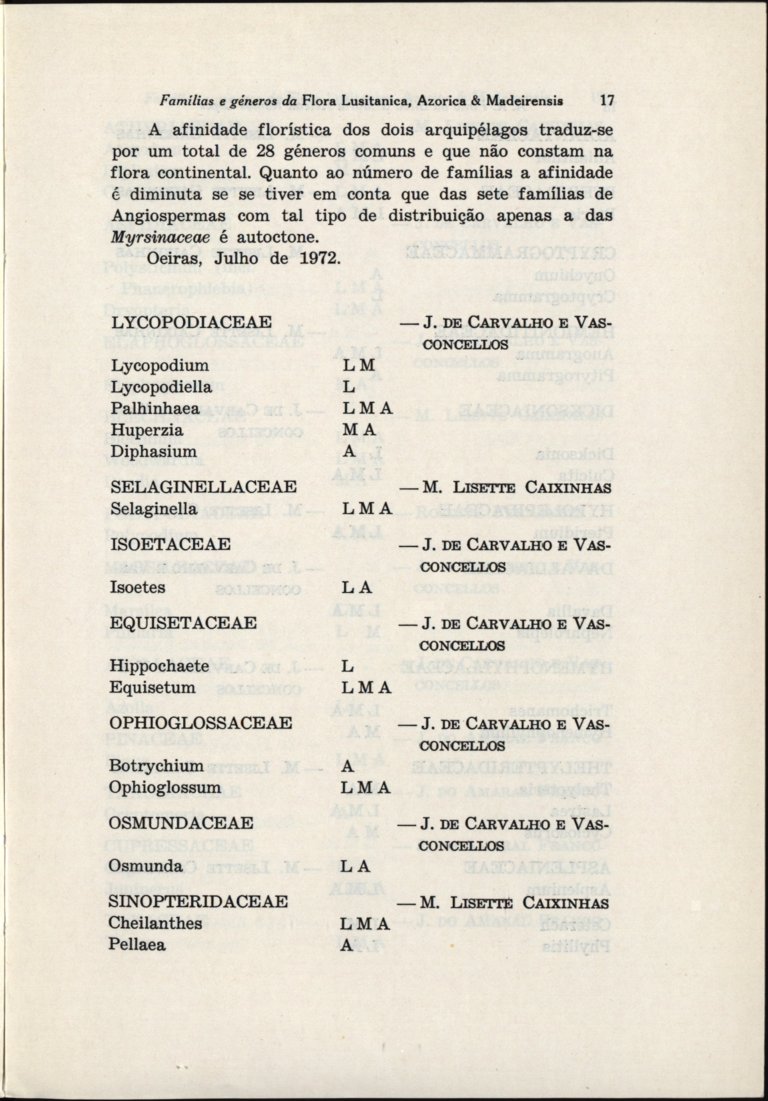 Famílias e géneros da Flora Lusitanica, Azorica & Madeirensis 17
A afinidade florística dos dois arquipélagos traduz-se
por um total de 28 géneros comuns e que não constam na
flora continental. Quanto ao número de famílias a afinidade
é diminuta se se tiver em conta que das sete famílias de
Angiospermas com tal tipo de distribuição apenas a das
Myrsinaceae é autoctone.
Oeiras, Julho de 1972.
LYCOPODIACEAE — J. DE CARVALHO E VAS-
CONCELLOS
Lycopodium L M
Lycopodiella L
Palhinhaea L M A
Huperzia M A
Diphasium A
SELAGINELLACEAE — M. LISETTE CAIXINHAS
Selaginella L M A
ISOETACEAE — J. DE CARVALHO E VAS-
CONCELLOS
Isoetes L A
EQUISETACEAE — J. DE CARVALHO E VAS-
CONCELLOS
Hippochaete L
Equisetum L M A
OPHIOGLOSSACEAE — J. DE CARVALHO E VAS-
CONCELLOS
Botrychium A
Ophioglossum L M A
OSMUNDACEAE — J. DE CARVALHO E VAS-
CONCELLOS
Osmunda L A
SINOPTERIDACEAE — M. LISETTE CAIXINHAS
Cheilanthes L M A
Pellaea A